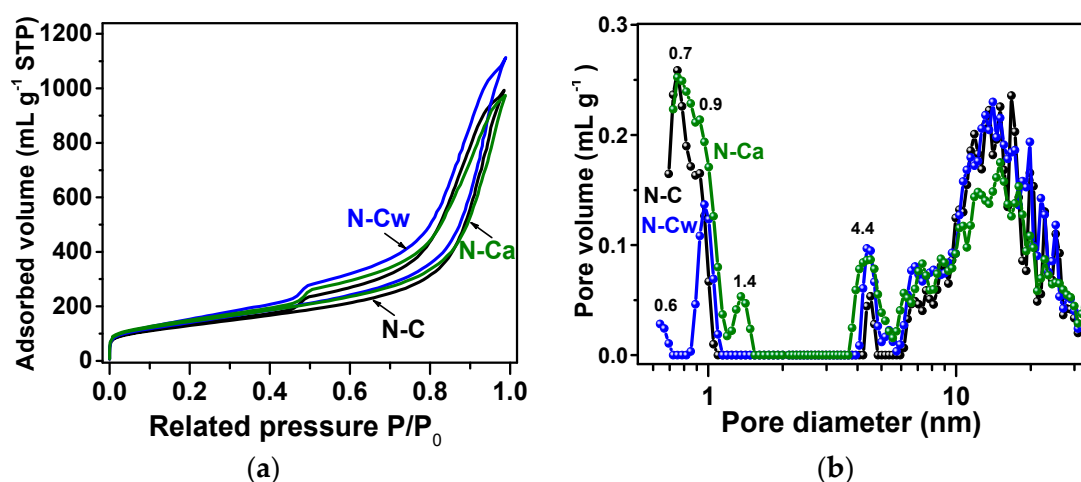 Adsorbed volume (mL g⁻¹ STP)
1200
1000
800
600
400
200
0
N-Cw
N-Ca
N-C
0.0 0.2 0.4 0.6 0.8 1.0
Related pressure P/P₀
(a)
Pore volume (mL g⁻¹ )
0.3
0.2
0.1
0.0
0.7
0.9
N-Ca
N-C
N-Cw
4.4
0.6
1.4
1 10
Pore diameter (nm)
(b)